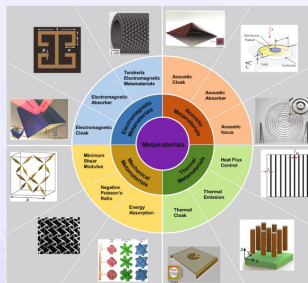 Terahertz
Electromagnetic
Metamaterials
Electromagnetic
Absorber
Electromagnetic
Cloak
Acoustic
Cloak
Acoustic
Absorber
Acoustic
focus
Electromagnetic
Metamaterials
Acoustic
Metamaterials
Metamaterials
Mechanical
Metamaterials
Thermal
Metamaterials
Minimum
Shear
Modulus
Negative
Poisson's
Ratio
Energy
Absorption
Heat Flux
Control
Thermal
Emission
Thermal
Cloak